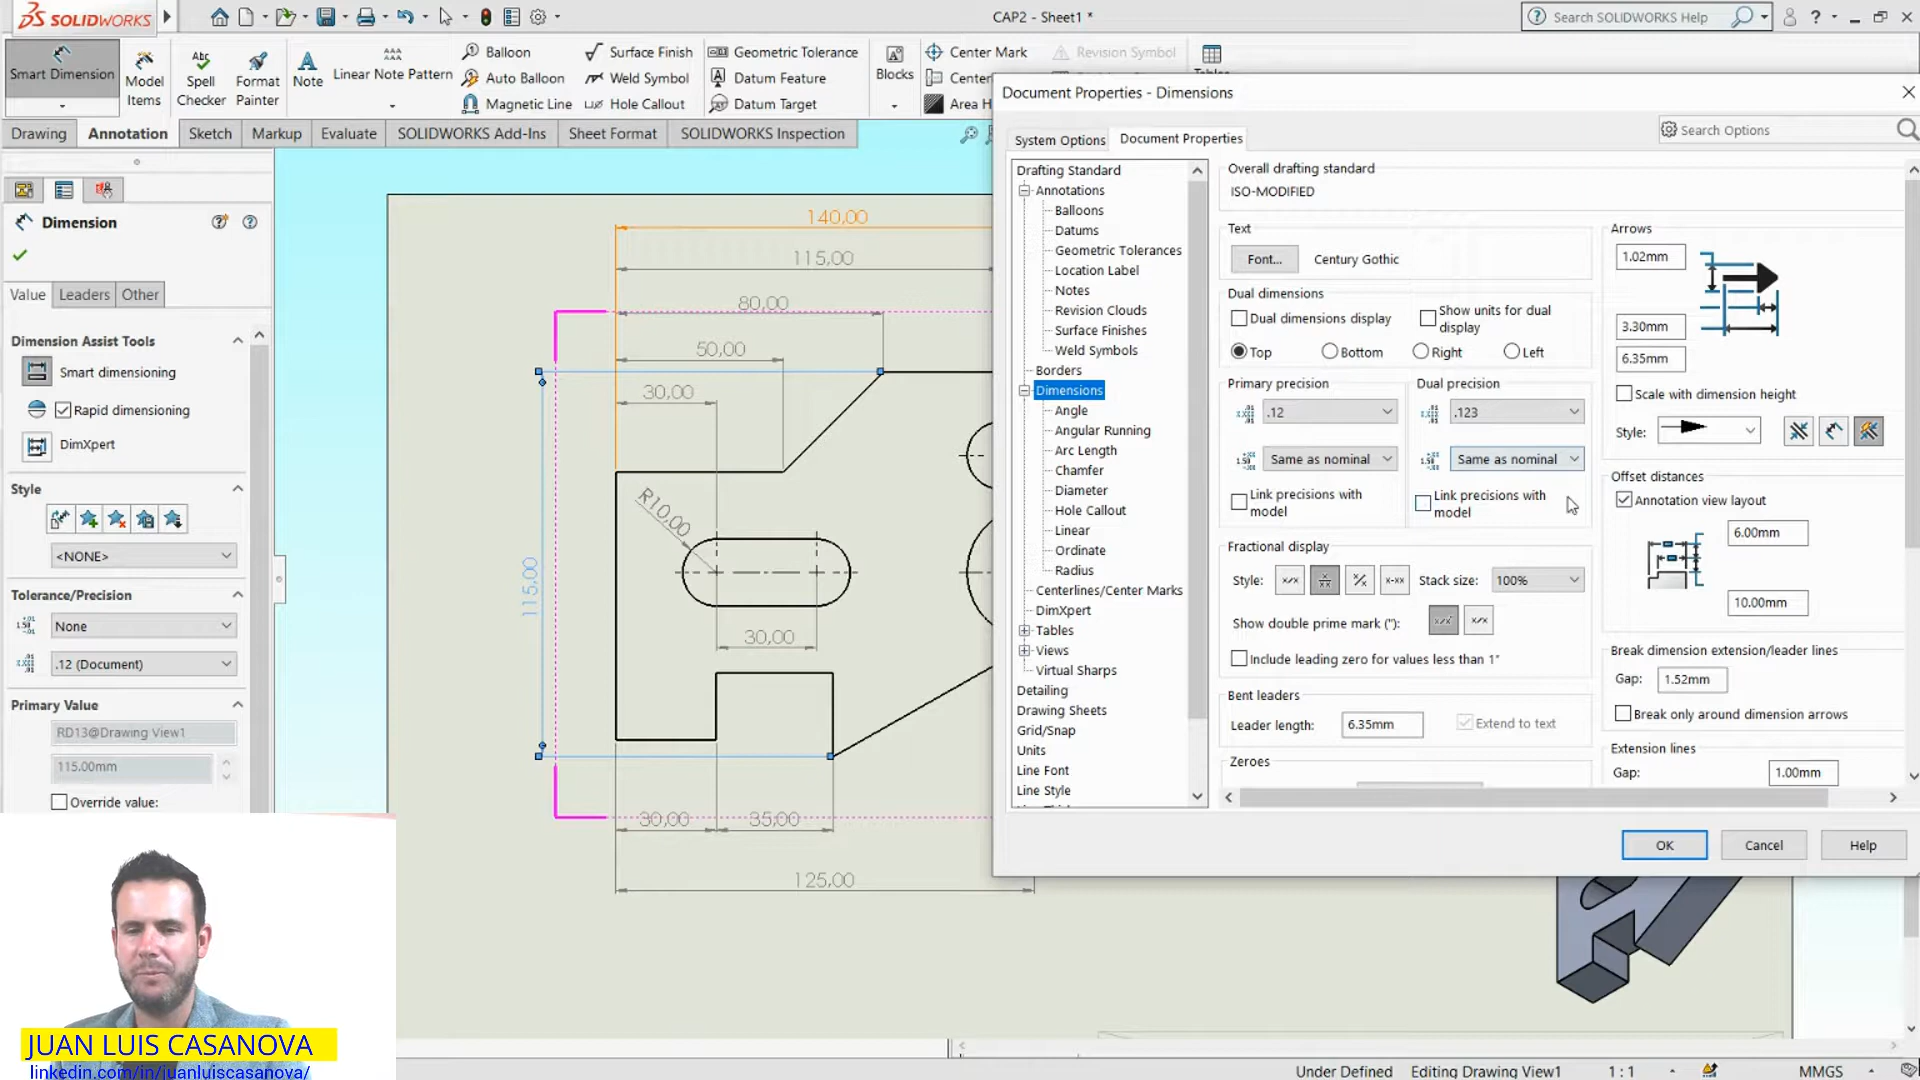 SOLIDWORKS
CAP2 - Sheet1 *
Search SOLIDWORKS Help
Smart Dimension
Model Items
Spell Checker
Format Painter
Note
Linear Note Pattern
Balloon
Auto Balloon
Magnetic Line
Surface Finish
Weld Symbol
Hole Callout
Geometric Tolerance
Datum Feature
Datum Target
Blocks
Center Mark
Center
Area H
Revision Symbol
Drawing
Annotation
Sketch
Markup
Evaluate
SOLIDWORKS Add-Ins
Sheet Format
SOLIDWORKS Inspection
Dimension
Value
Leaders
Other
Dimension Assist Tools
Smart dimensioning
Rapid dimensioning
DimXpert
Style
<NONE>
Tolerance/Precision
None
.12 (Document)
Primary Value
RD13@Drawing View1
115.00mm
Override value:
140,00
115,00
80,00
50,00
30,00
R10,00
115,00
30,00
30,00
35,00
125,00
Document Properties - Dimensions
System Options
Document Properties
Search Options
Drafting Standard
Annotations
Balloons
Datums
Geometric Tolerances
Location Label
Notes
Revision Clouds
Surface Finishes
Weld Symbols
Borders
Dimensions
Angle
Angular Running
Arc Length
Chamfer
Diameter
Hole Callout
Linear
Ordinate
Radius
Centerlines/Center Marks
DimXpert
Tables
Views
Virtual Sharps
Detailing
Drawing Sheets
Grid/Snap
Units
Line Font
Line Style
Overall drafting standard
ISO-MODIFIED
Text
Font...
Century Gothic
Dual dimensions
Dual dimensions display
Show units for dual
display
Top
Bottom
Right
Left
Primary precision
.12
Same as nominal
Link precisions with
model
Dual precision
.123
Same as nominal
Link precisions with
model
Fractional display
Style:
Stack size:
100%
Show double prime mark ("):
Include leading zero for values less than 1"
Bent leaders
Leader length:
6.35mm
Extend to text
Zeroes
Arrows
1.02mm
3.30mm
6.35mm
Scale with dimension height
Style:
Offset distances
Annotation view layout
6.00mm
10.00mm
Break dimension extension/leader lines
Gap:
1.52mm
Break only around dimension arrows
Extension lines
Gap:
1.00mm
OK
Cancel
Help
JUAN LUIS CASANOVA
linkedin.com/in/juanluiscasanova/
Under Defined
Editing Drawing View1
1 : 1
MMGS